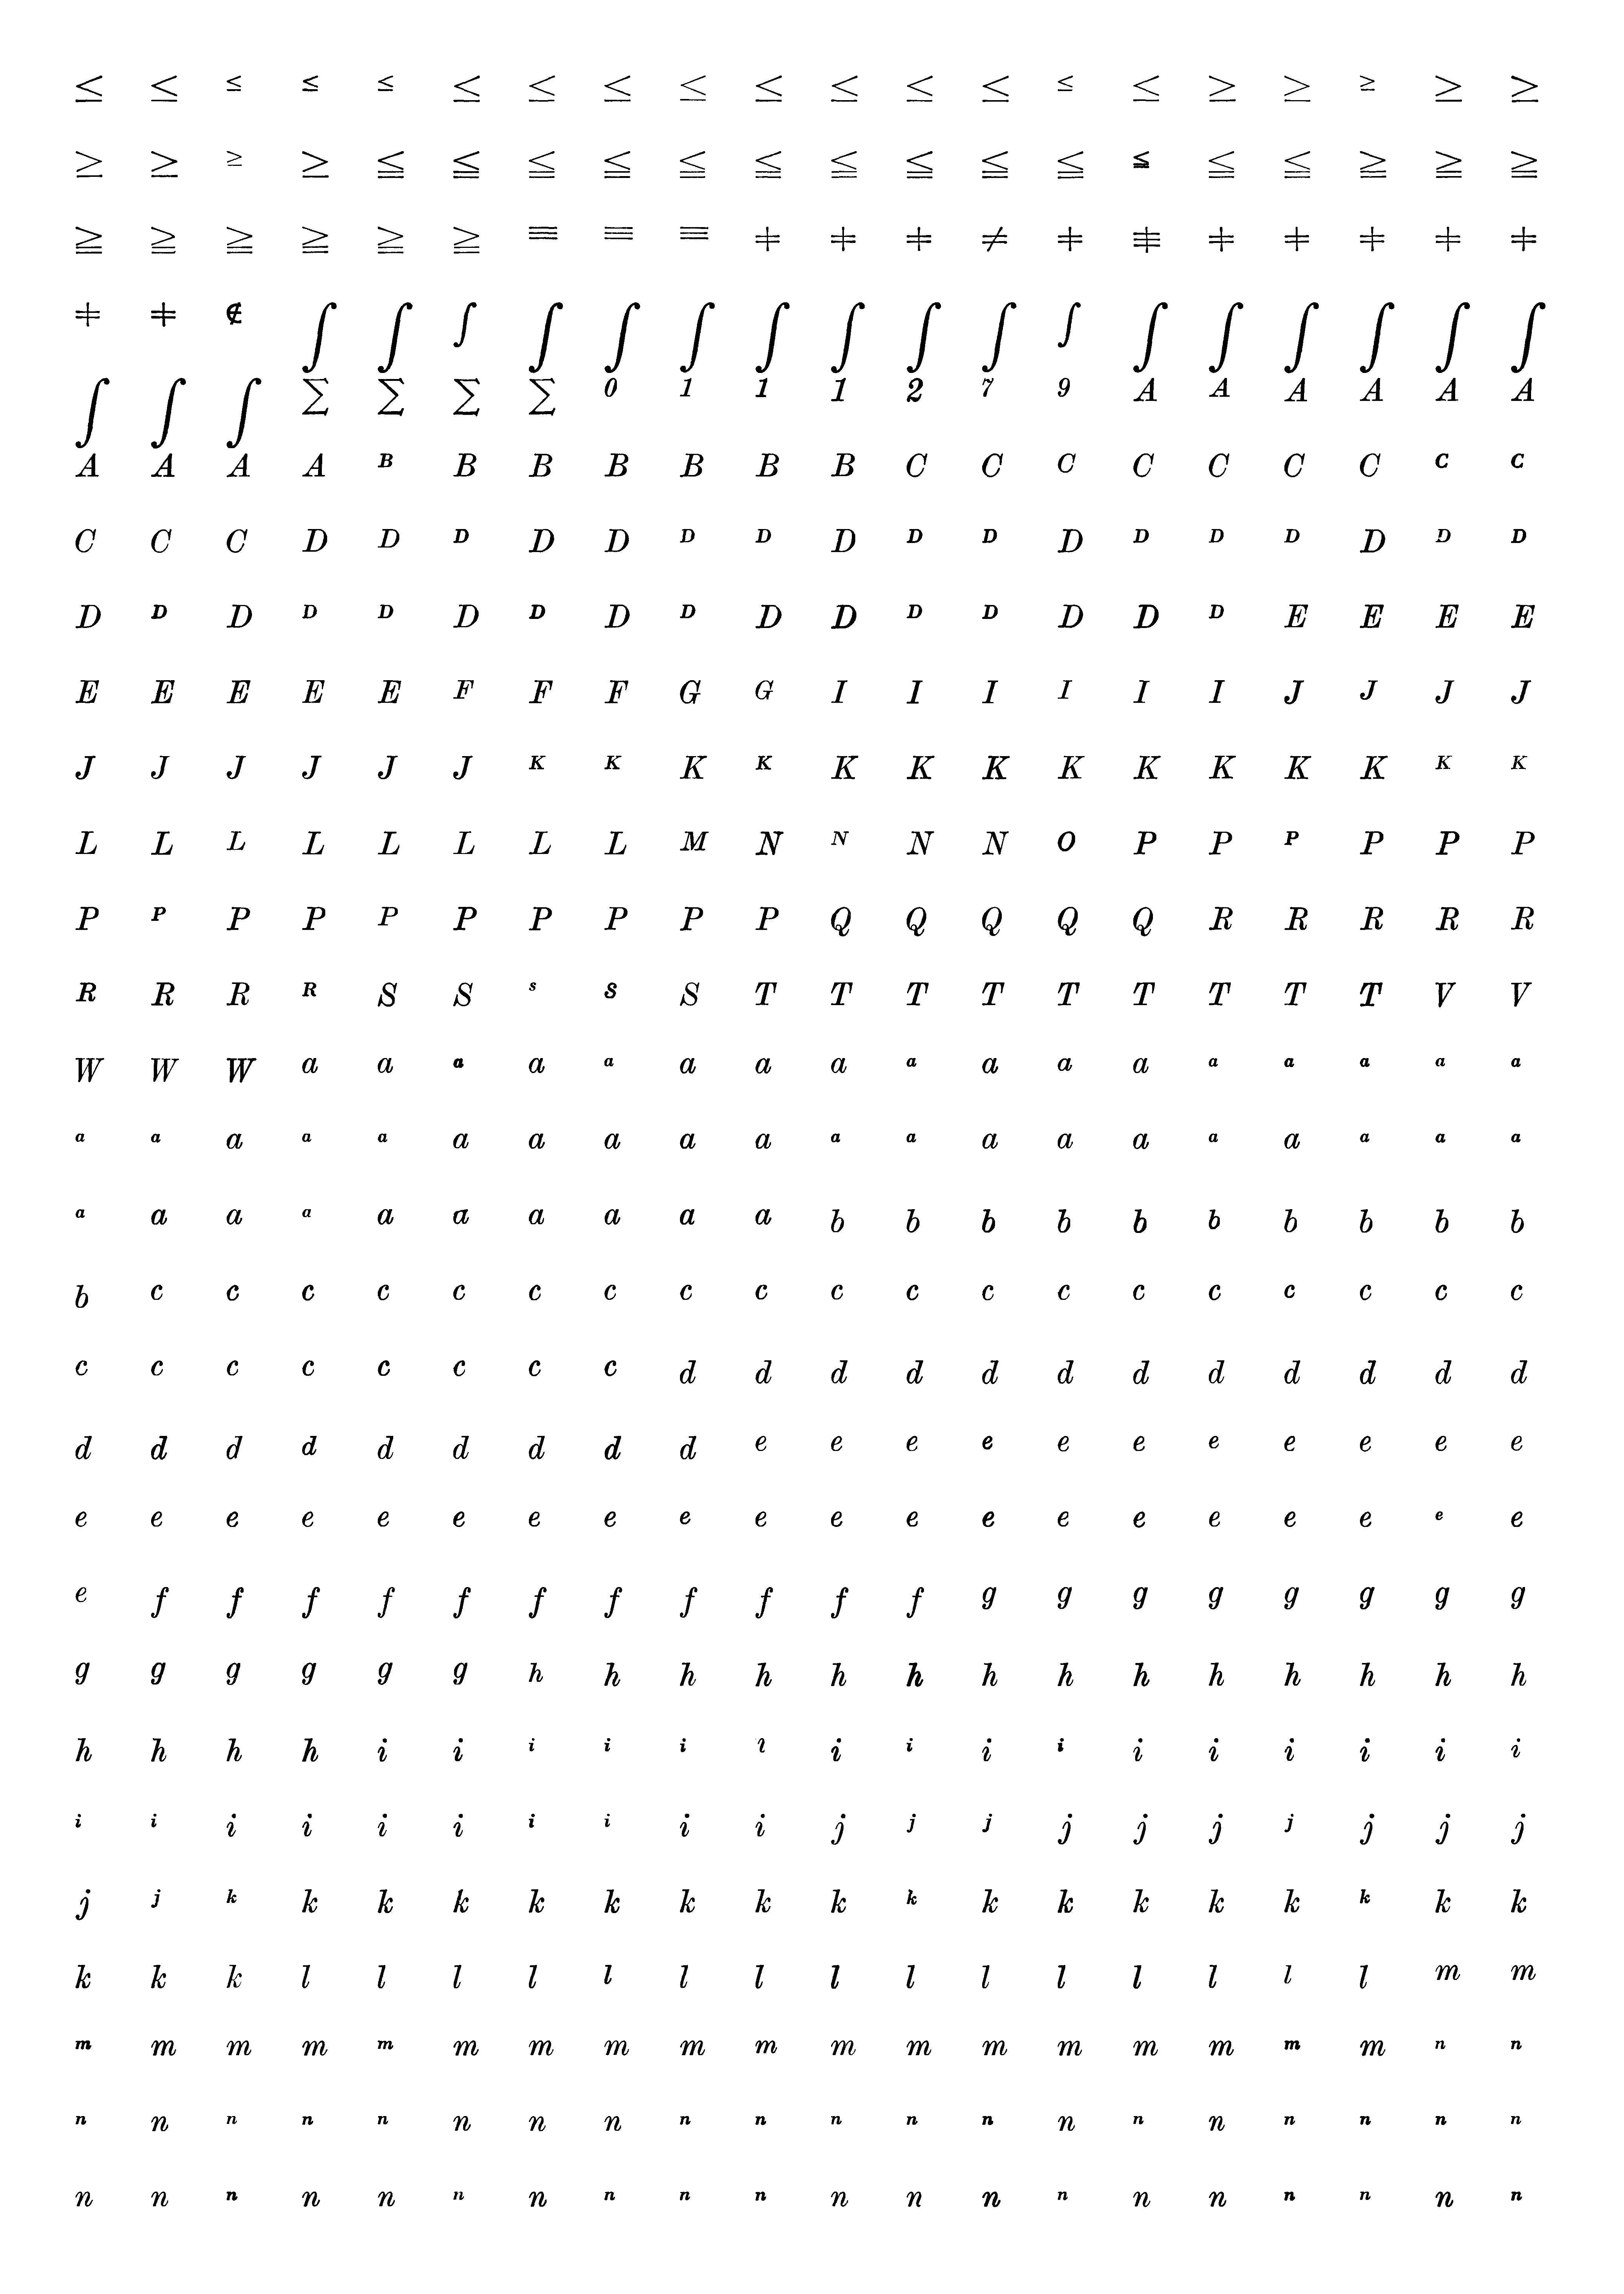 ≤ ≤ ≤ ≤ ≤ ≤ ≤ ≤ ≤ ≤ ≤ ≤ ≤ ≤ ≤ ≥ ≥ ≥ ≥ ≥
≥ ≥ ≥ ≥ ≦ ≦ ≦ ≦ ≦ ≦ ≦ ≦ ≦ ≦ ≦ ≦ ≦ ≧ ≧ ≧
≧ ≧ ≧ ≧ ≧ ≧ ≡ ≡ ≡ ≠ ≠ ≠ ≠ ≠ ≢ ≠ ≠ ≠ ≠ ≠
≠ ≠ ∉ ∫ ∫ ∫ ∫ ∫ ∫ ∫ ∫ ∫ ∫ ∫ ∫ ∫ ∫ ∫ ∫ ∫
∫ ∫ ∫ ∑ ∑ ∑ ∑ 0 1 1 1 2 7 9 A A A A A A
A A A A B B B B B B B C C C C C C C C C
C C C D D D D D D D D D D D D D D D D D
D D D D D D D D D D D D D D D D E E E E
E E E E E F F F G G I I I I I I J J J J
J J J J J J K K K K K K K K K K K K K K
L L L L L L L L M N N N N O P P P P P P
P P P P P P P P P P Q Q Q Q Q R R R R R
R R R R S S s S S T T T T T T T T T V V
W W W a a a a a a a a a a a a a a a a a
a a a a a a a a a a a a a a a a a a a a
a a a a a a a a a a b b b b b b b b b b
b c c c c c c c c c c c c c c c c c c c
c c c c c c c c d d d d d d d d d d d d
d d d d d d d d d e e e e e e e e e e e
e e e e e e e e e e e e e e e e e e e e
e f f f f f f f f f f f g g g g g g g g
g g g g g g h h h h h h h h h h h h h h
h h h h i i i i i ı i i i i i i i i i i
i i i i i i i i i i j j j j j j j j j j
j j k k k k k k k k k k k k k k k k k k
k k k l l l l l l l l l l l l l l l m m
m m m m m m m m m m m m m m m m m m n n
n n n n n n n n n n n n n n n n n n n n
n n n n n n n n n n n n n n n n n n n n